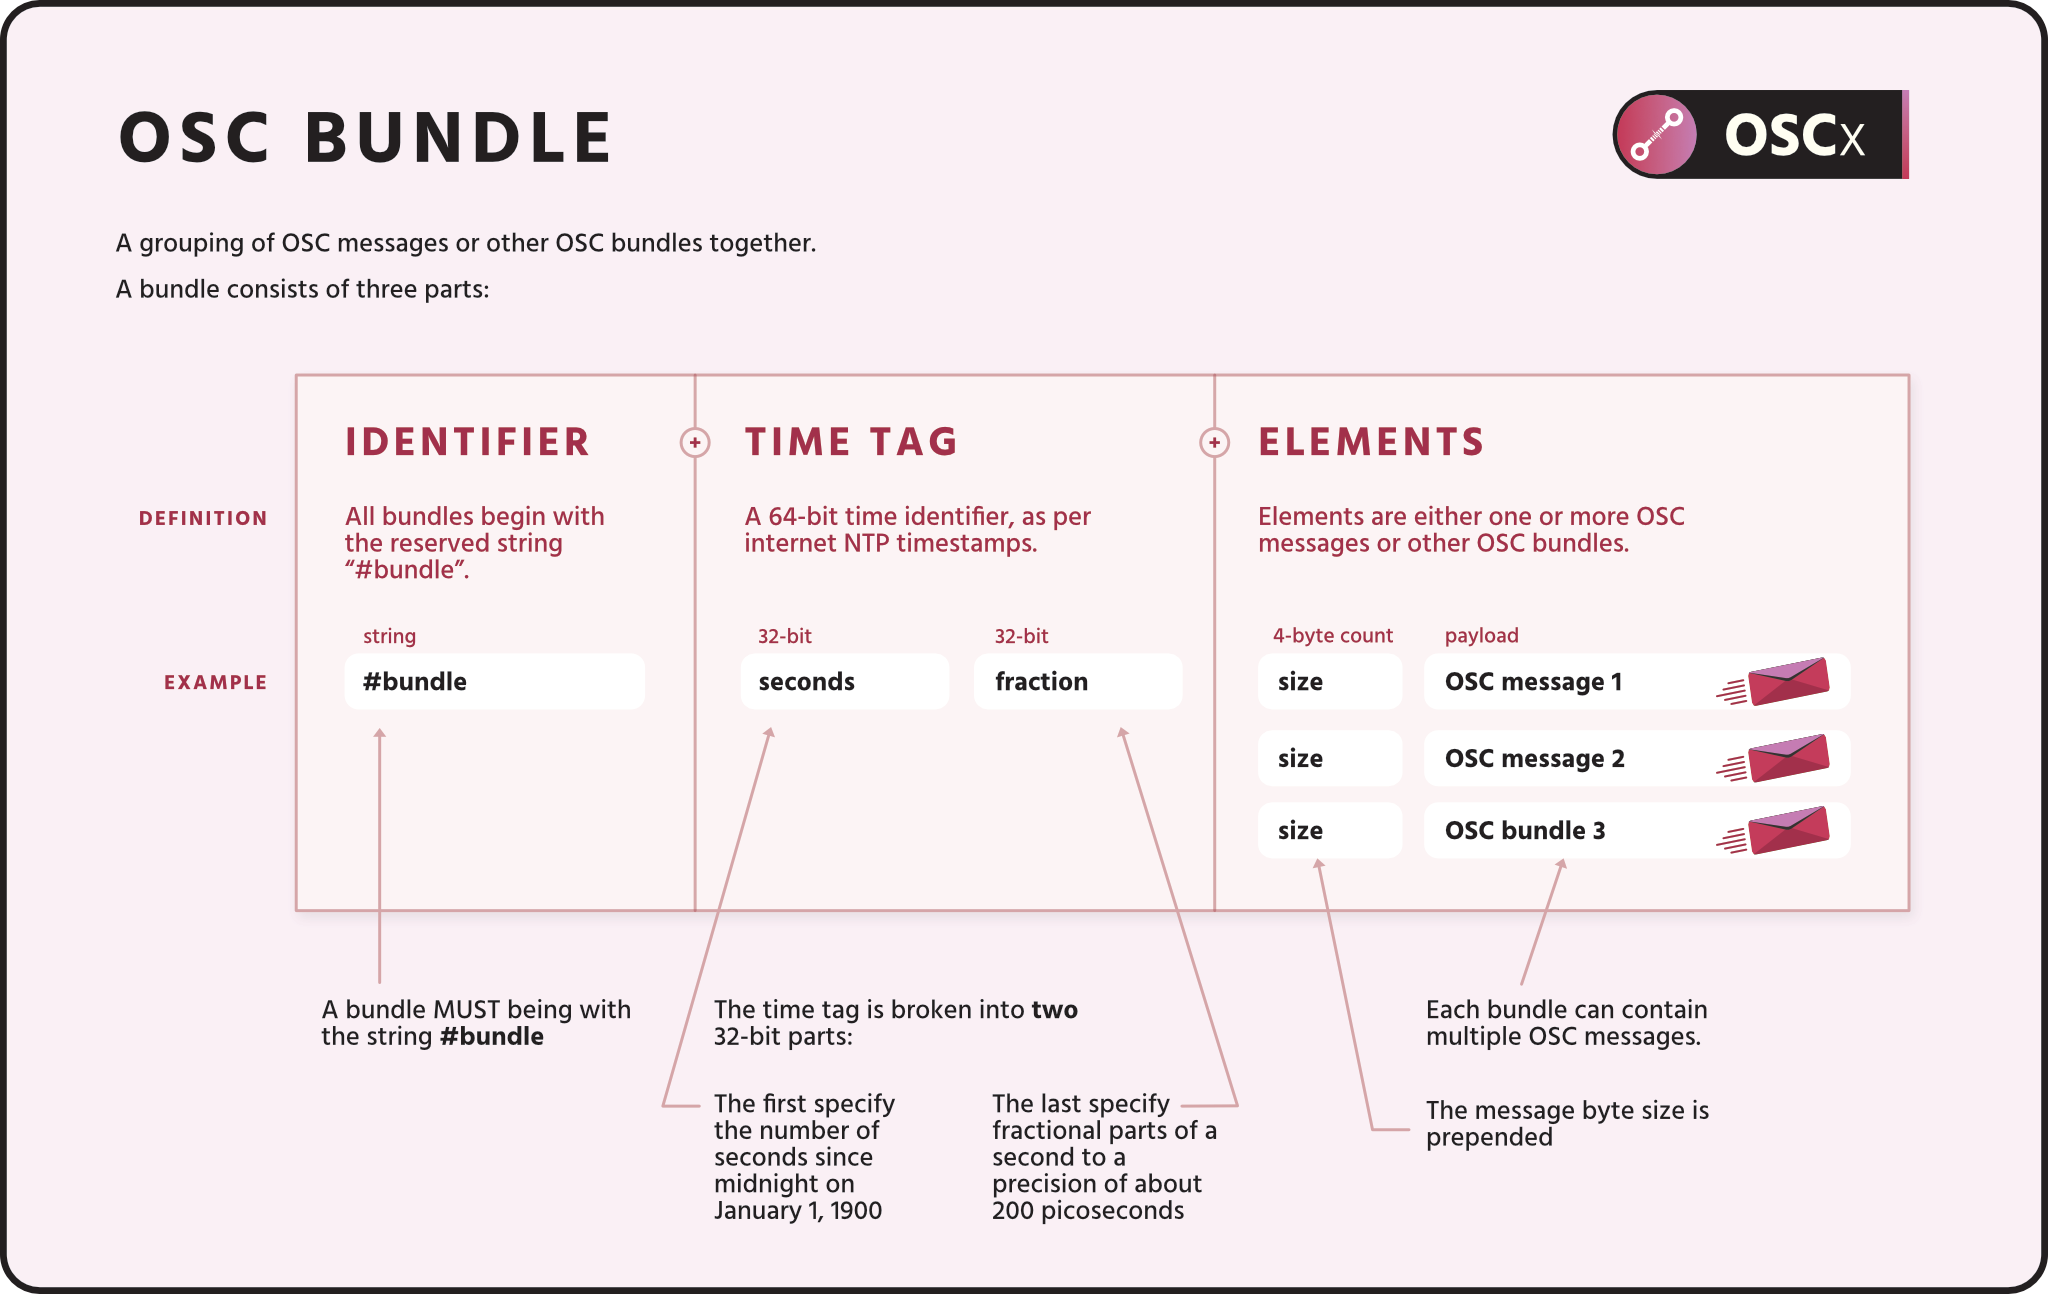 OSC BUNDLE
OSCx
A grouping of OSC messages or other OSC bundles together.
A bundle consists of three parts:
IDENTIFIER
+
TIME TAG
+
ELEMENTS
DEFINITION
All bundles begin with
the reserved string
“#bundle”.
A 64-bit time identifier, as per
internet NTP timestamps.
Elements are either one or more OSC
messages or other OSC bundles.
EXAMPLE
string
#bundle
32-bit
seconds
32-bit
fraction
4-byte count
payload
size
OSC message 1
size
OSC message 2
size
OSC bundle 3
A bundle MUST being with
the string #bundle
The time tag is broken into two
32-bit parts:
The first specify
the number of
seconds since
midnight on
January 1, 1900
The last specify
fractional parts of a
second to a
precision of about
200 picoseconds
Each bundle can contain
multiple OSC messages.
The message byte size is
prepended